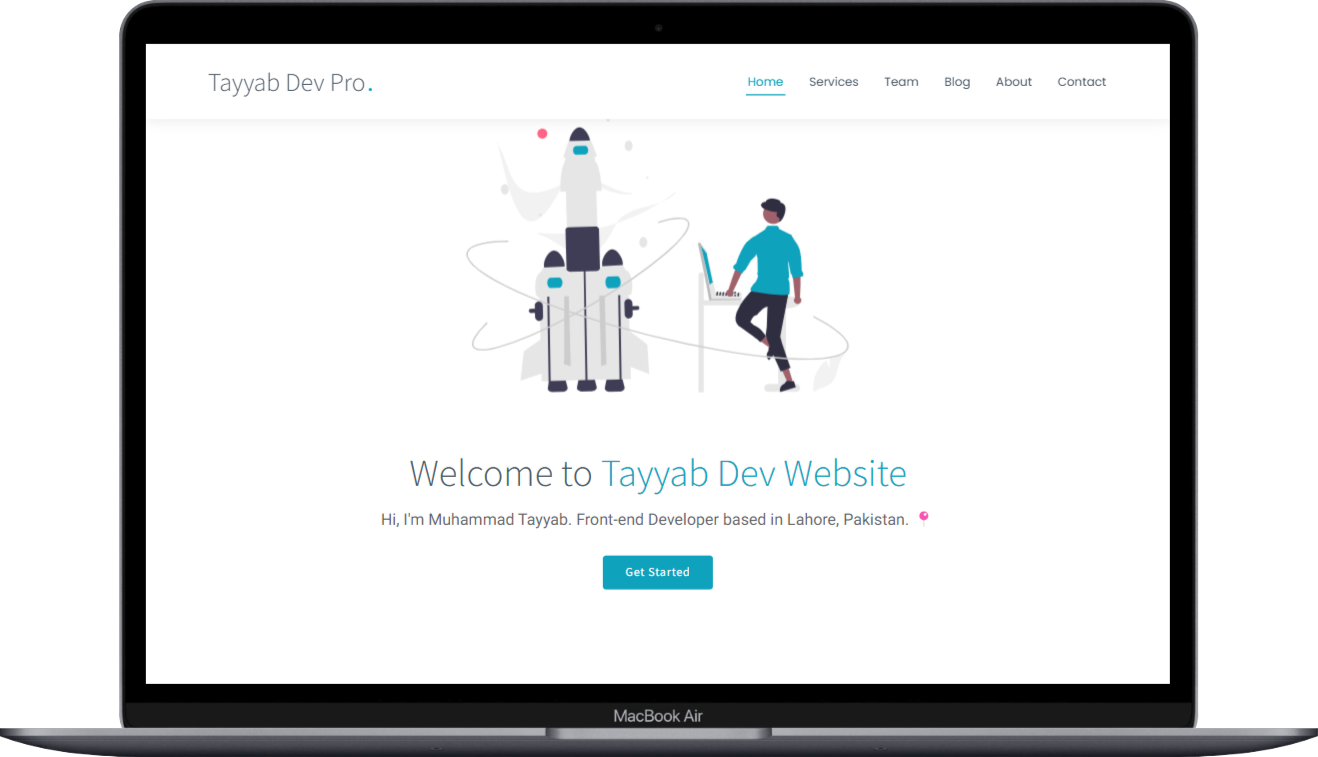 Tayyab Dev Pro.
Home Services Team Blog About Contact
Welcome to Tayyab Dev Website
Hi, I'm Muhammad Tayyab. Front-end Developer based in Lahore, Pakistan.
Get Started
MacBook Air